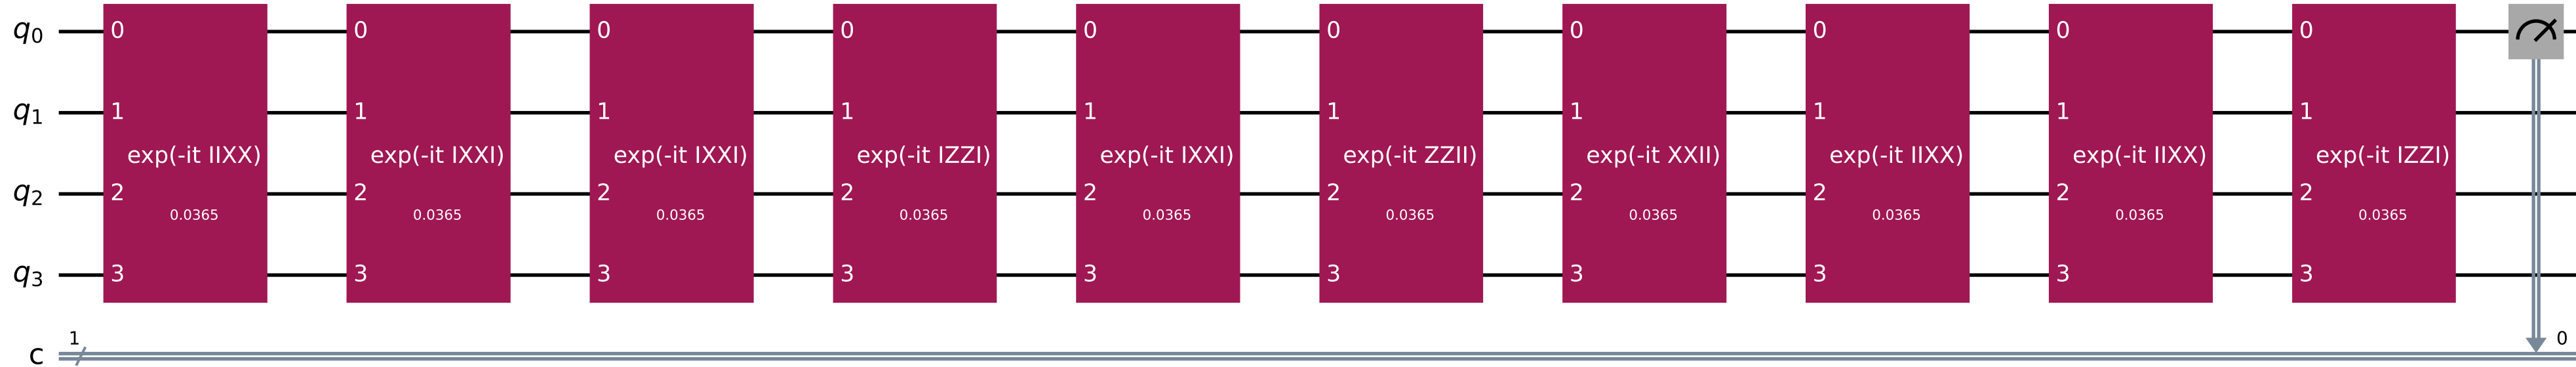 q0 0 0 0 0 0 0 0 0 0 0
q1 1 1 1 1 1 1 1 1 1 1
exp(-it IIXX) exp(-it IXXI) exp(-it IXXI) exp(-it IZZI) exp(-it IXXI) exp(-it ZZII) exp(-it XXII) exp(-it IIXX) exp(-it IIXX) exp(-it IZZI)
q2 2 2 2 2 2 2 2 2 2 2
0.0365 0.0365 0.0365 0.0365 0.0365 0.0365 0.0365 0.0365 0.0365 0.0365
q3 3 3 3 3 3 3 3 3 3 3
1 0
c